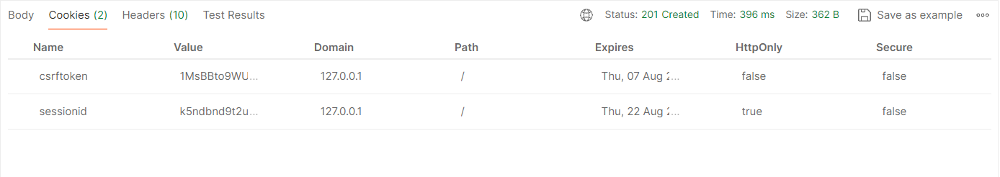 Body Cookies (2) Headers (10) Test Results Status: 201 Created Time: 396 ms Size: 362 B Save as example
Name Value Domain Path Expires HttpOnly Secure
csrftoken 1MsBBto9WU... 127.0.0.1 / Thu, 07 Aug 2... false false
sessionid k5ndbnd9t2u... 127.0.0.1 / Thu, 22 Aug 2... true false